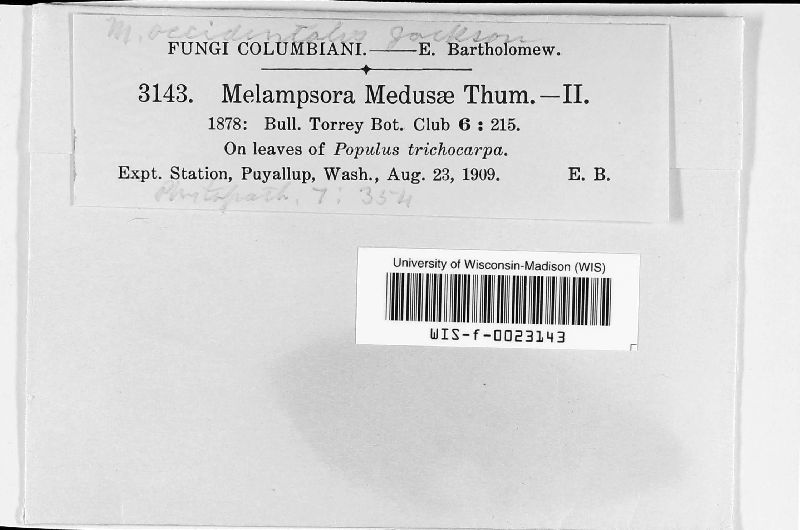 M. occidentalis Jackson
FUNGI COLUMBIANI.——E. Bartholomew.
3143. Melampsora Medusæ Thum.—II.
1878: Bull. Torrey Bot. Club 6 : 215.
On leaves of Populus trichocarpa.
Expt. Station, Puyallup, Wash., Aug. 23, 1909. E. B.
Phytopath. 7: 354
University of Wisconsin-Madison (WIS)
WIS-f-0023143